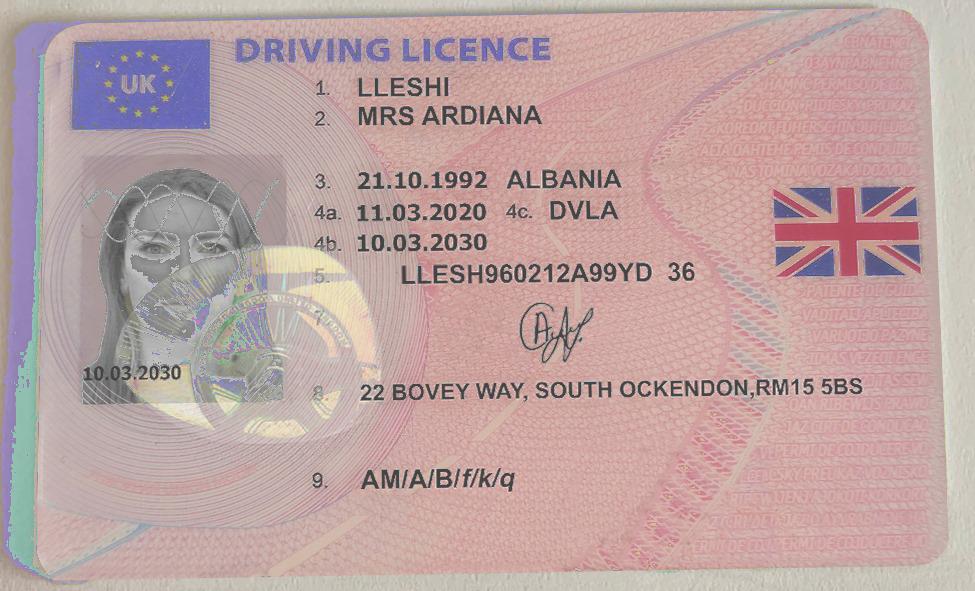 UK
DRIVING LICENCE
1. LLESHI
2. MRS ARDIANA
3. 21.10.1992 ALBANIA
4a. 11.03.2020 4c. DVLA
4b. 10.03.2030
5. LLESH960212A99YD 36
10.03.2030
8 22 BOVEY WAY, SOUTH OCKENDON,RM15 5BS
9. AM/A/B/f/k/q